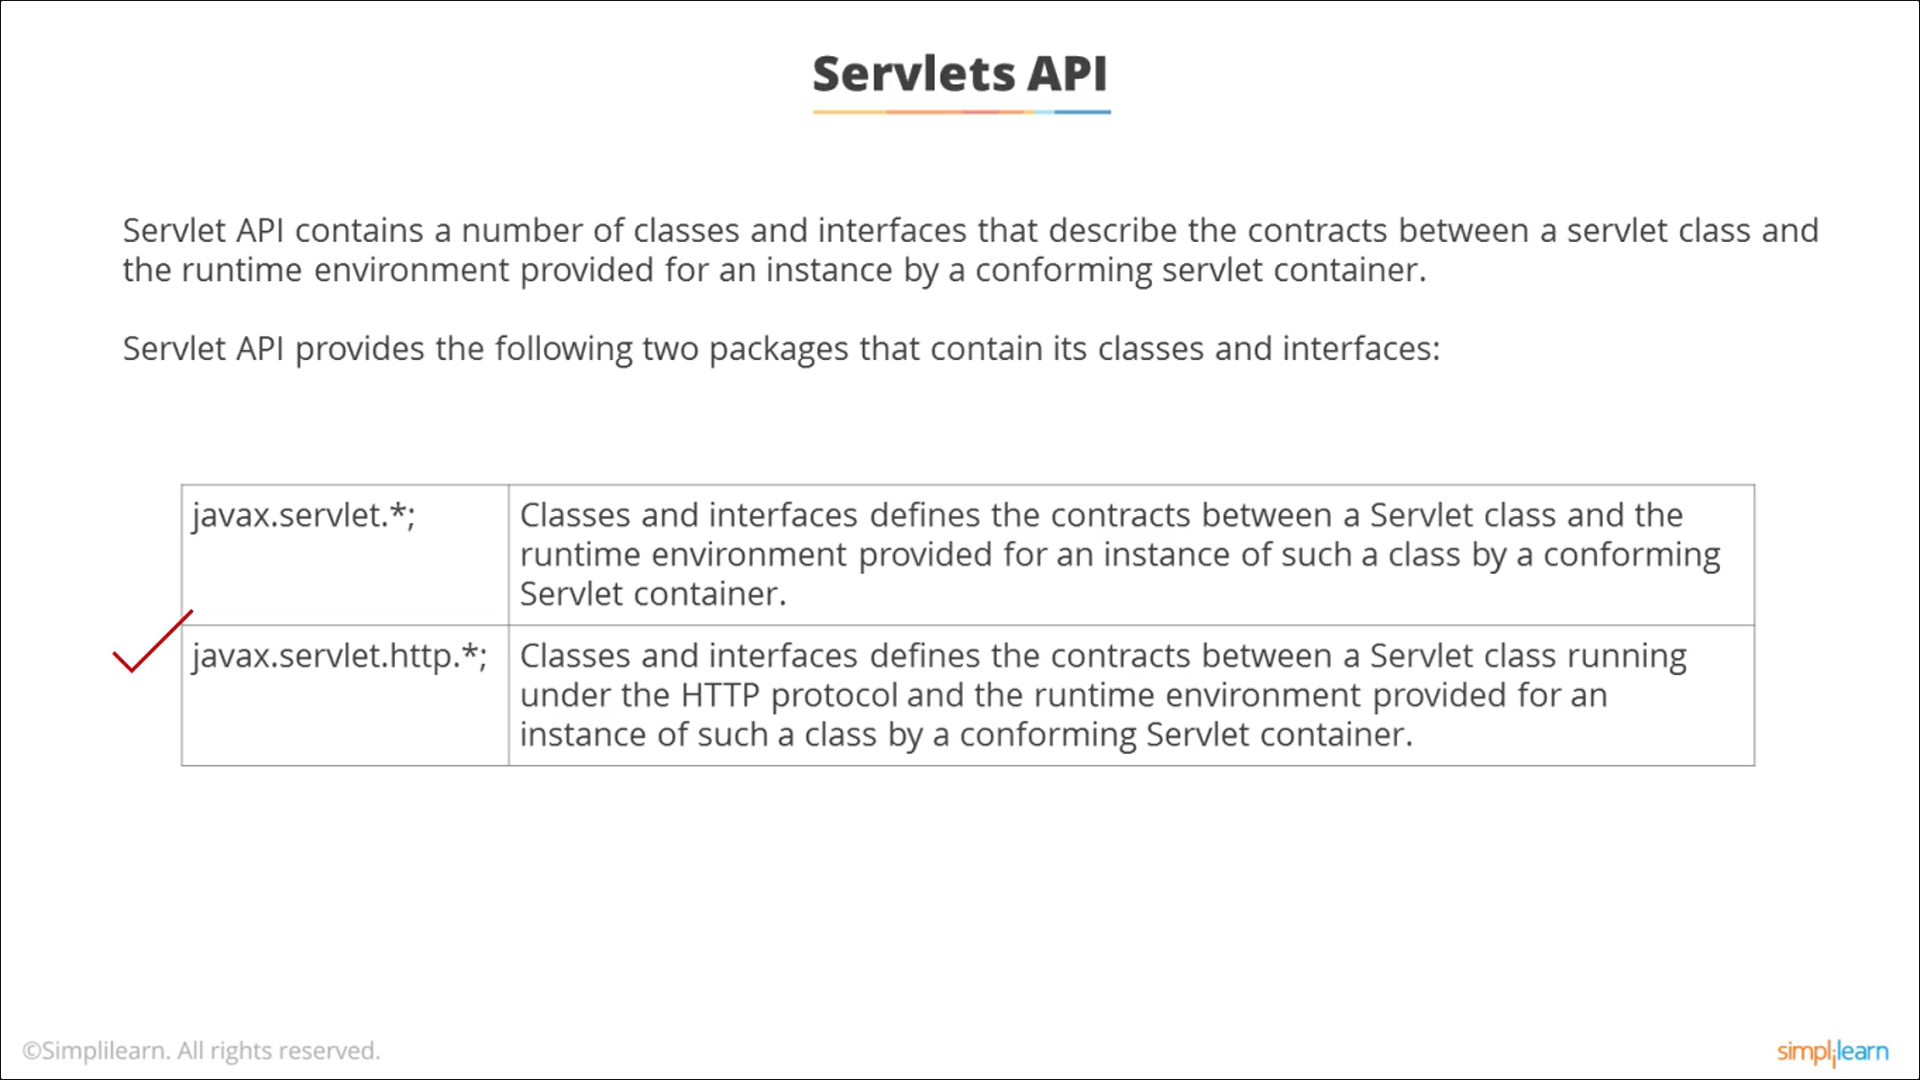 Servlets API
Servlet API contains a number of classes and interfaces that describe the contracts between a servlet class and
the runtime environment provided for an instance by a conforming servlet container.
Servlet API provides the following two packages that contain its classes and interfaces:
javax.servlet.*;
Classes and interfaces defines the contracts between a Servlet class and the
runtime environment provided for an instance of such a class by a conforming
Servlet container.
javax.servlet.http.*;
Classes and interfaces defines the contracts between a Servlet class running
under the HTTP protocol and the runtime environment provided for an
instance of such a class by a conforming Servlet container.
©Simplilearn. All rights reserved.
simplilearn